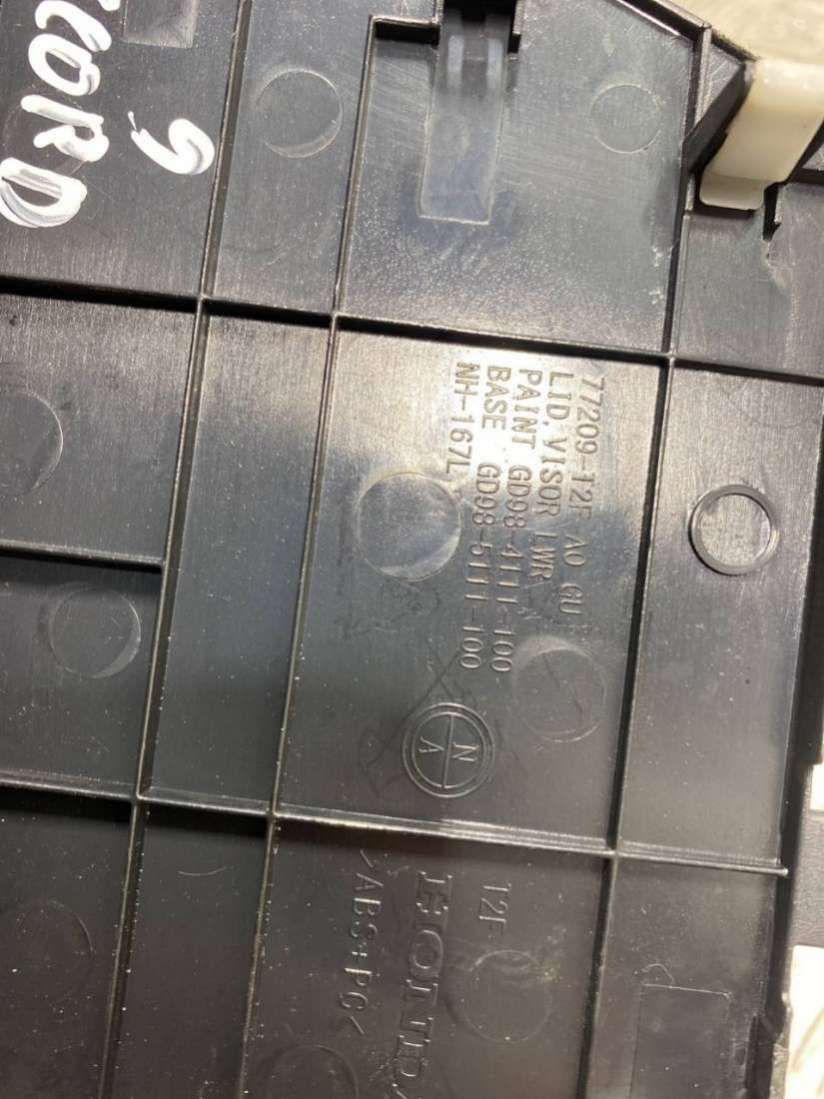 CCORD
9
77209-T2F-A0 GU
LID, VISOR LWR
PAINT GD98-4111-100
BASE GD98-5111-100
NH-167L
N
A
T2F
HONDA
>ABS+PC<